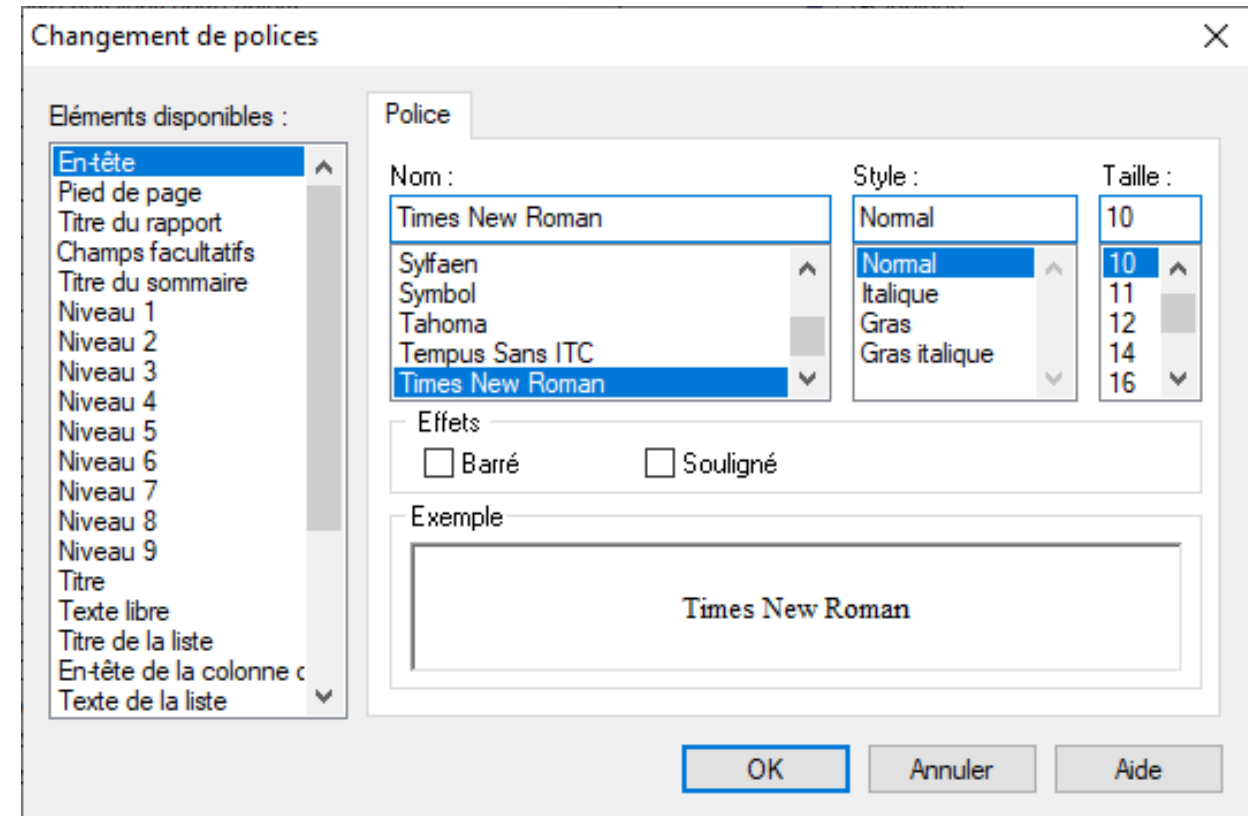 Changement de polices
Eléments disponibles :
En-tête
Pied de page
Titre du rapport
Champs facultatifs
Titre du sommaire
Niveau 1
Niveau 2
Niveau 3
Niveau 4
Niveau 5
Niveau 6
Niveau 7
Niveau 8
Niveau 9
Titre
Texte libre
Titre de la liste
En-tête de la colonne
Texte de la liste
Police
Nom :
Times New Roman
Sylfaen
Symbol
Tahoma
Tempus Sans ITC
Times New Roman
Style :
Normal
Normal
Italique
Gras
Gras italique
Taille :
10
10
11
12
14
16
Effets
Barré
Souligné
Exemple
Times New Roman
OK
Annuler
Aide